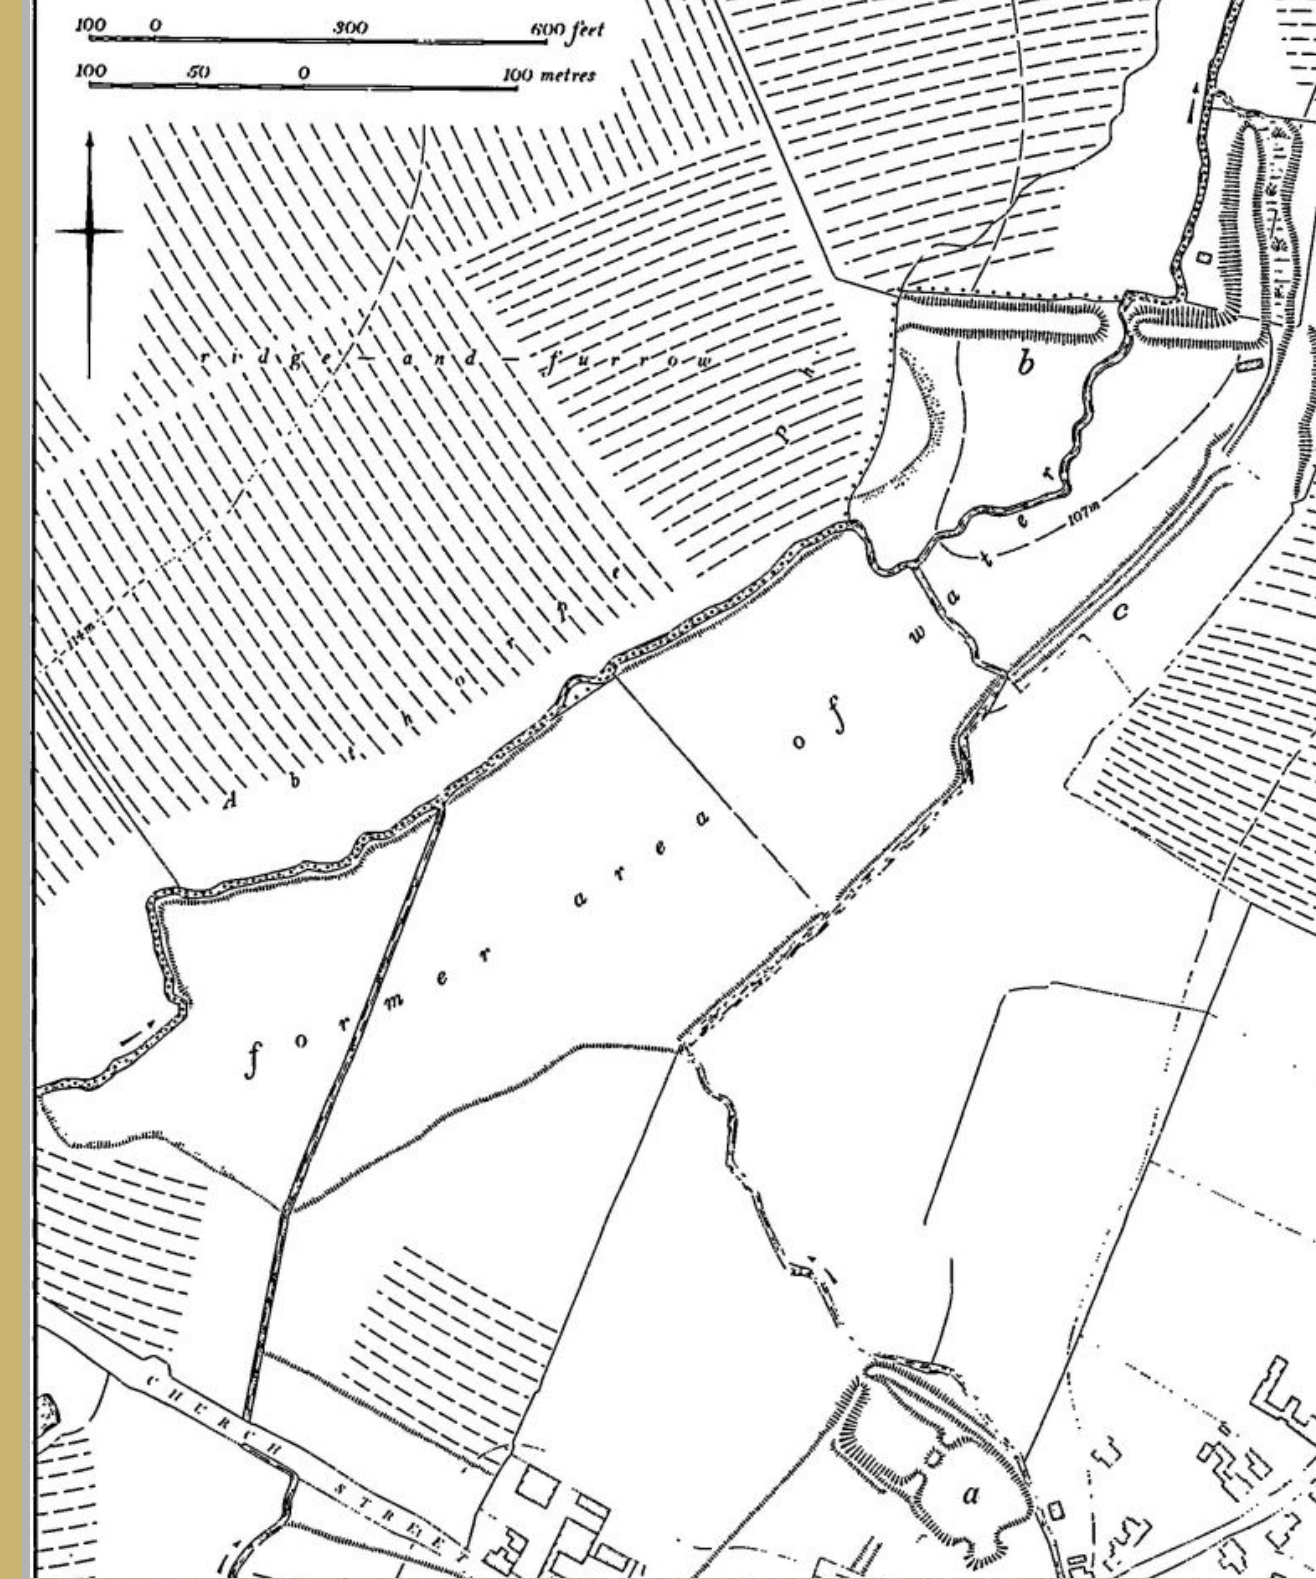 100 0 300 600 feet
100 50 0 100 metres
ridge-and-furrow
b
107m
c
114m
Abthorpe
former area of water
CHURCH STREET
a